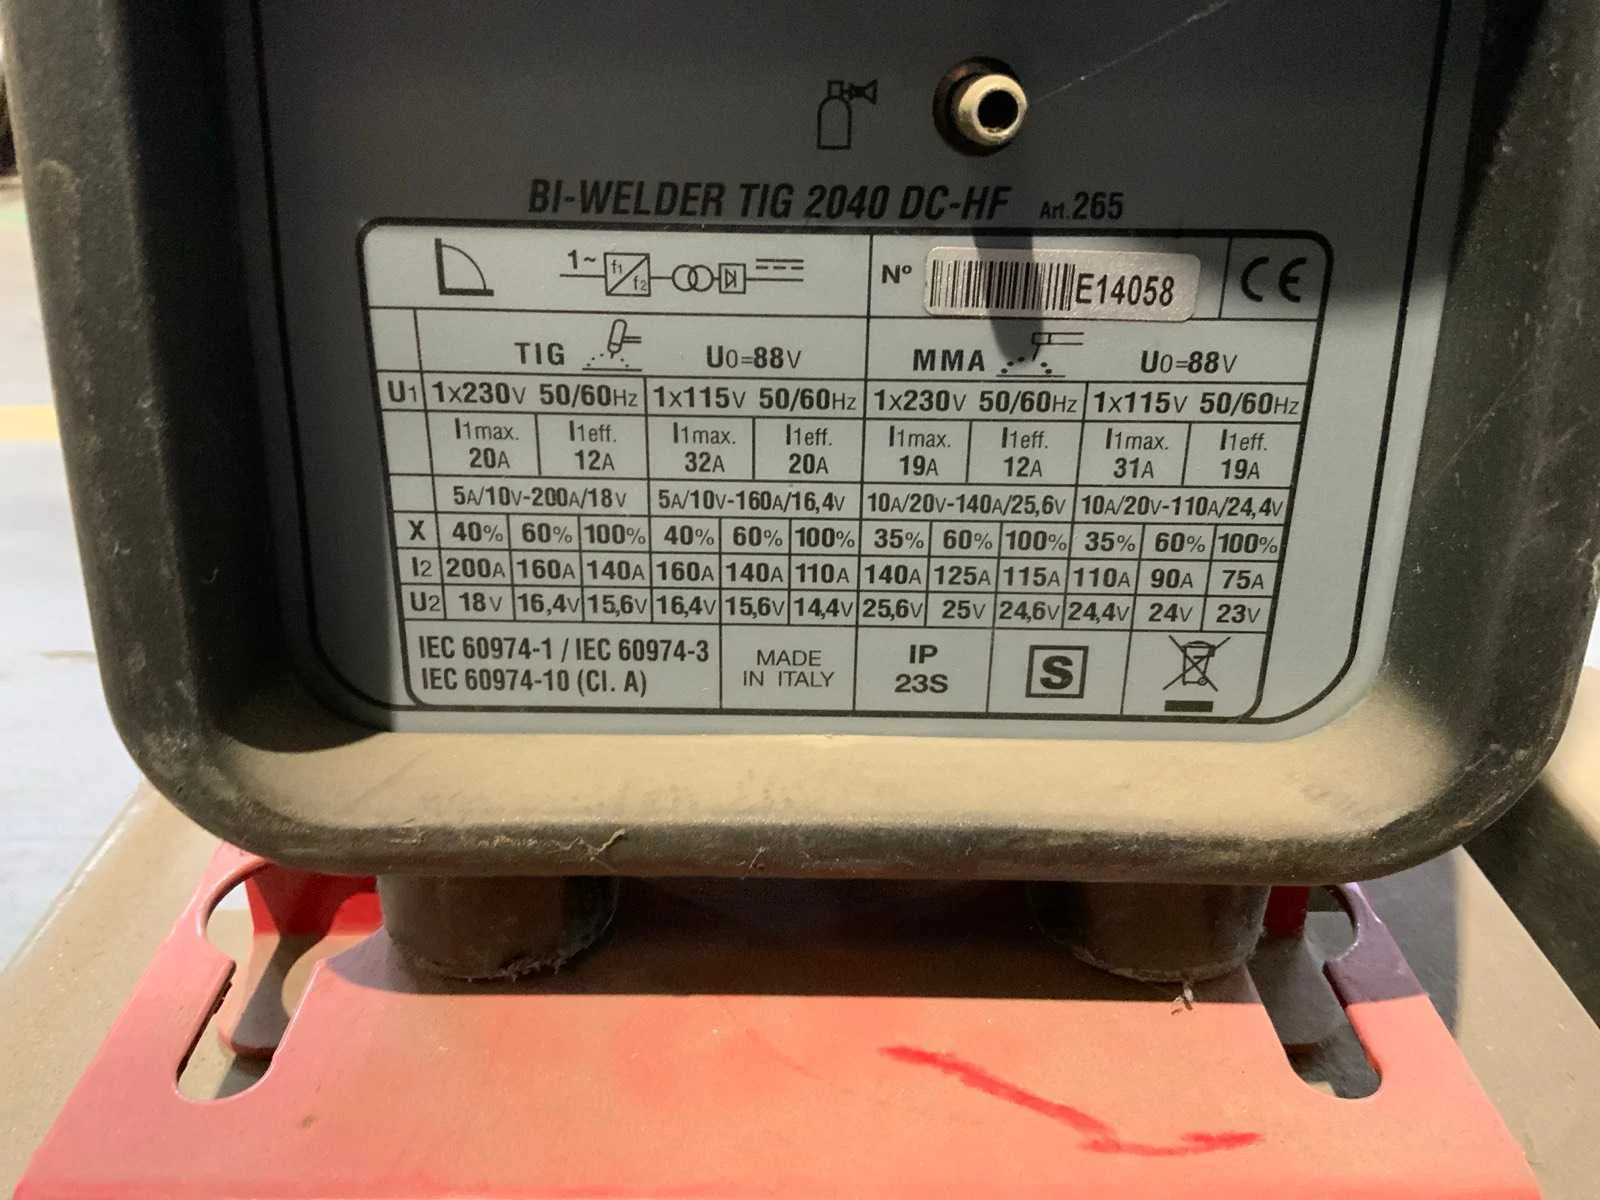 BI-WELDER TIG 2040 DC-HF Art. 265
1~ f1 f2 Nº E14058 CE
TIG U0=88V MMA U0=88V
U1 1x230V 50/60Hz 1x115V 50/60Hz 1x230V 50/60Hz 1x115V 50/60Hz
I1max. I1eff. I1max. I1eff. I1max. I1eff. I1max. I1eff.
20A 12A 32A 20A 19A 12A 31A 19A
5A/10V-200A/18V 5A/10V-160A/16,4V 10A/20V-140A/25,6V 10A/20V-110A/24,4V
X 40% 60% 100% 40% 60% 100% 35% 60% 100% 35% 60% 100%
I2 200A 160A 140A 160A 140A 110A 140A 125A 115A 110A 90A 75A
U2 18V 16,4V 15,6V 16,4V 15,6V 14,4V 25,6V 25V 24,6V 24,4V 24V 23V
IEC 60974-1 / IEC 60974-3
IEC 60974-10 (Cl. A)
MADE
IN ITALY
IP
23S
S